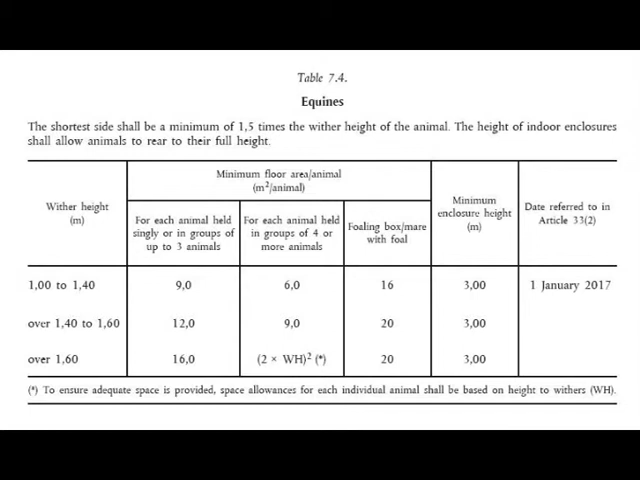 Table 7.4.
Equines
The shortest side shall be a minimum of 1,5 times the wither height of the animal. The height of indoor enclosures
shall allow animals to rear to their full height.
Wither height
(m)
Minimum floor area/animal
(m²/animal)
Minimum
enclosure height
(m)
Date referred to in
Article 33(2)
For each animal held
singly or in groups of
up to 3 animals
For each animal held
in groups of 4 or
more animals
Foaling box/mare
with foal
1,00 to 1,40 9,0 6,0 16 3,00 1 January 2017
over 1,40 to 1,60 12,0 9,0 20 3,00
over 1,60 16,0 (2 × WH)² (*) 20 3,00
(*) To ensure adequate space is provided, space allowances for each individual animal shall be based on height to withers (WH).